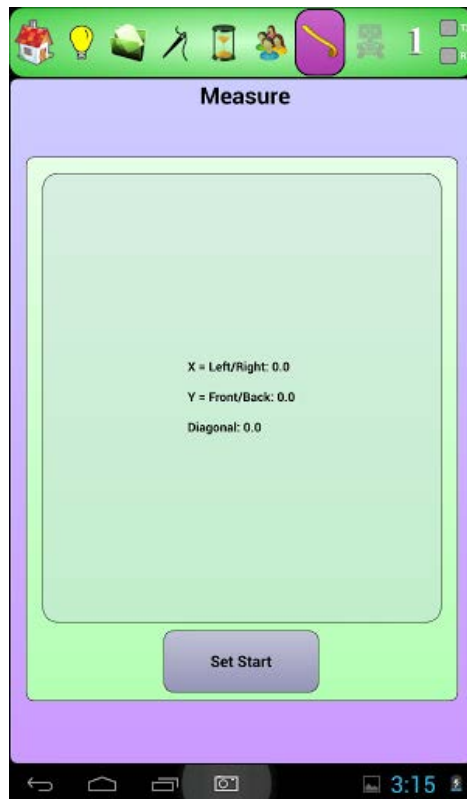 1
T
R
Measure
X = Left/Right: 0.0
Y = Front/Back: 0.0
Diagonal: 0.0
Set Start
3:15